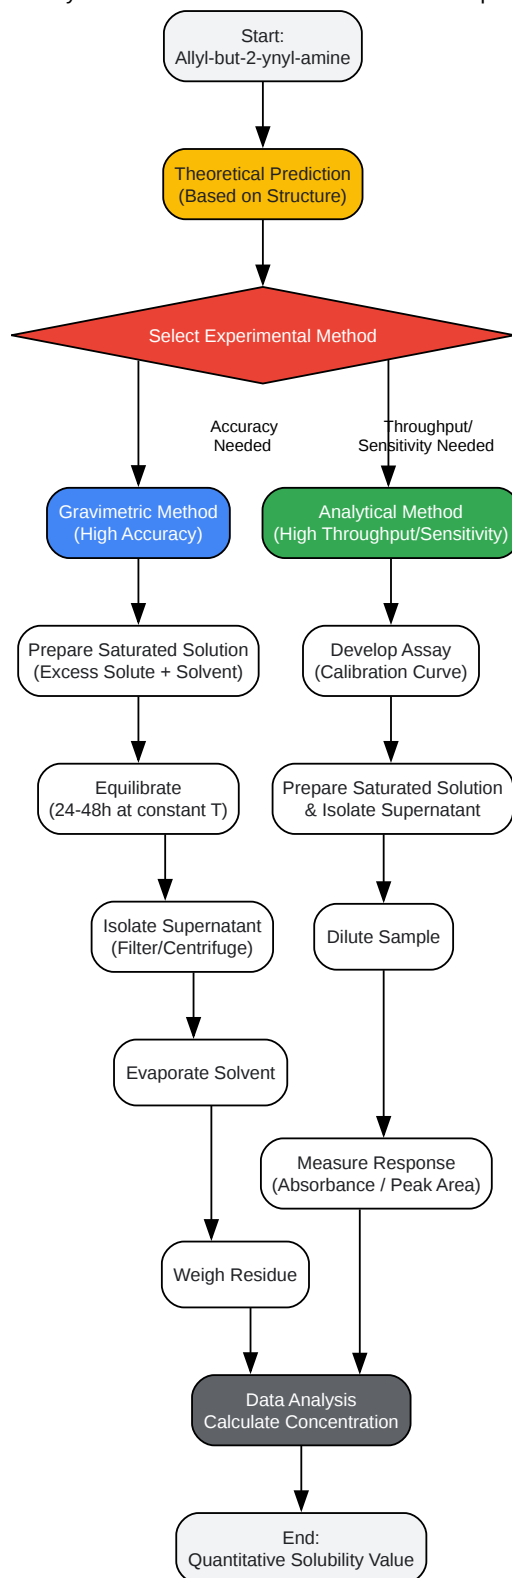 Start:
Allyl-but-2-ynyl-amine
Theoretical Prediction
(Based on Structure)
Select Experimental Method
Accuracy
Needed
Throughput/
Sensitivity Needed
Gravimetric Method
(High Accuracy)
Analytical Method
(High Throughput/Sensitivity)
Prepare Saturated Solution
(Excess Solute + Solvent)
Develop Assay
(Calibration Curve)
Equilibrate
(24-48h at constant T)
Prepare Saturated Solution
& Isolate Supernatant
Isolate Supernatant
(Filter/Centrifuge)
Dilute Sample
Evaporate Solvent
Measure Response
(Absorbance / Peak Area)
Weigh Residue
Data Analysis
Calculate Concentration
End:
Quantitative Solubility Value